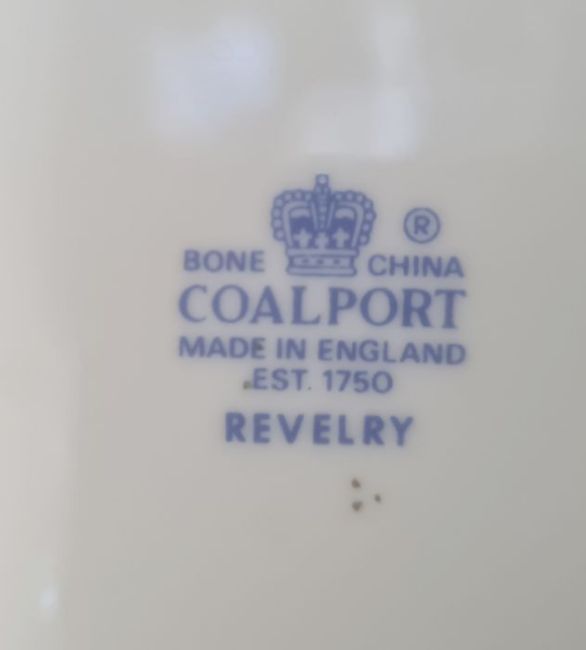 ®
BONE CHINA
COALPORT
MADE IN ENGLAND
EST. 1750
REVELRY